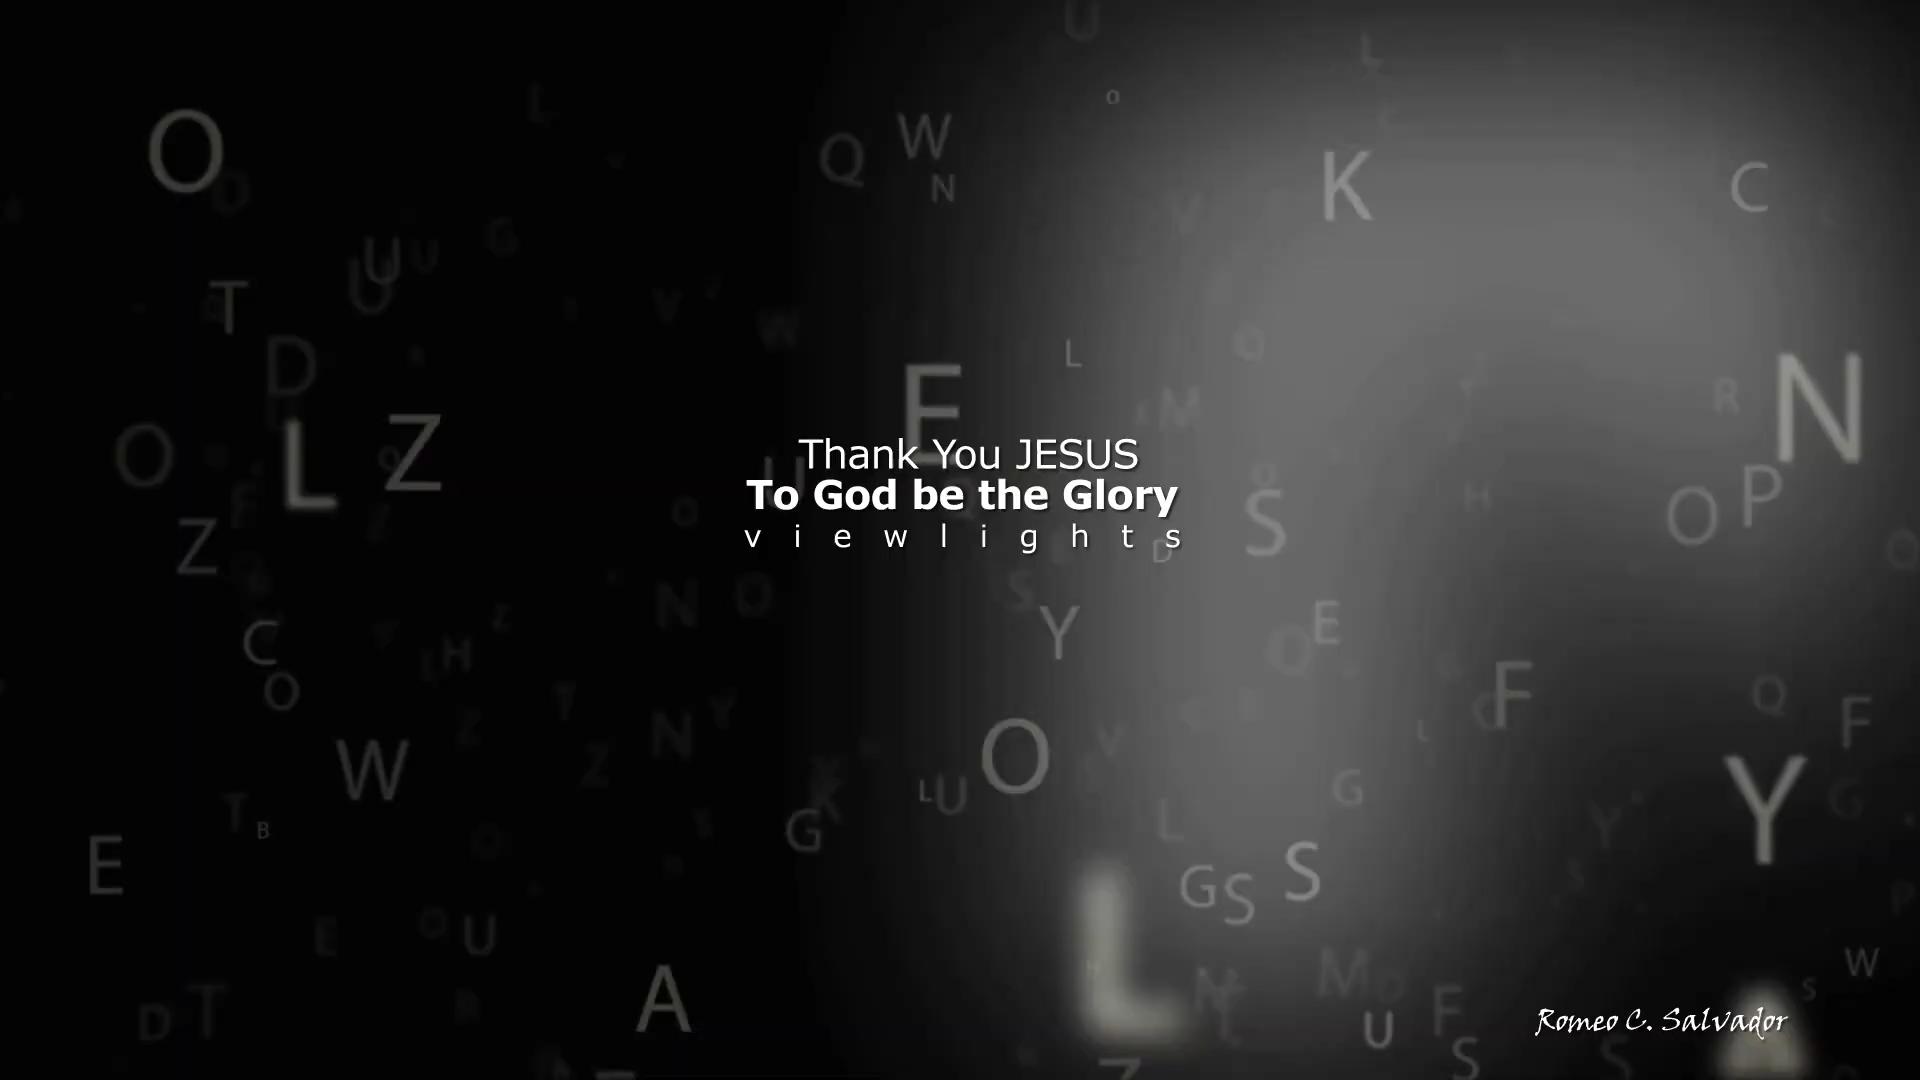 Thank You JESUS
To God be the Glory
v i e w l i g h t s
Romeo C. Salvador